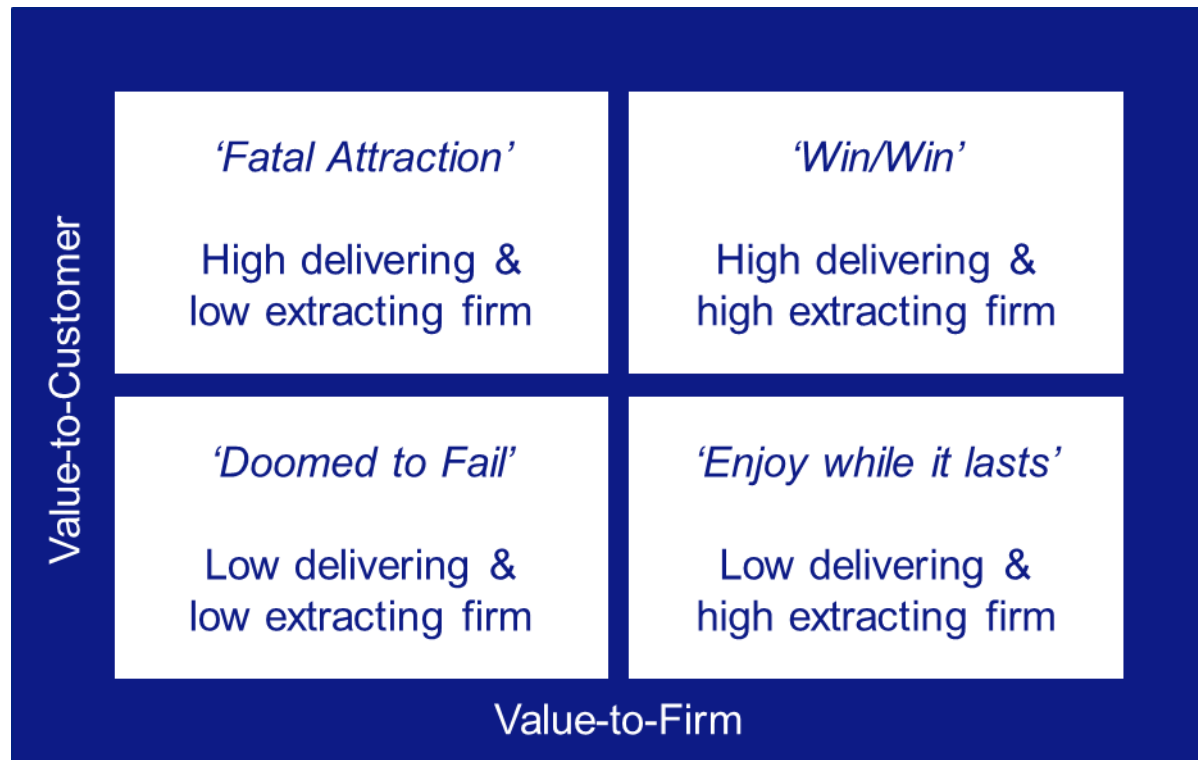 Value-to-Customer
‘Fatal Attraction’
High delivering &
low extracting firm
‘Win/Win’
High delivering &
high extracting firm
‘Doomed to Fail’
Low delivering &
low extracting firm
‘Enjoy while it lasts’
Low delivering &
high extracting firm
Value-to-Firm